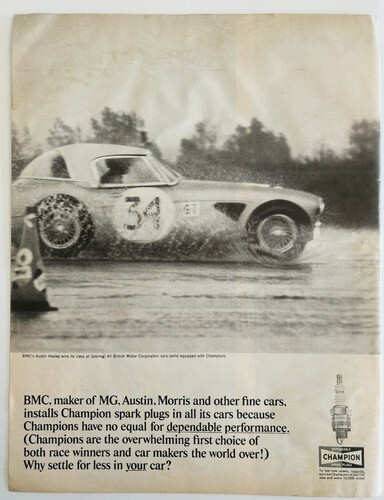 34
GT
BMC's Austin Healey wins its class at Sebring! All British Motor Corporation cars come equipped with Champions
BMC, maker of MG, Austin, Morris and other fine cars,
installs Champion spark plugs in all its cars because
Champions have no equal for dependable performance.
(Champions are the overwhelming first choice of
both race winners and car makers the world over!)
Why settle for less in your car?
CHAMPION